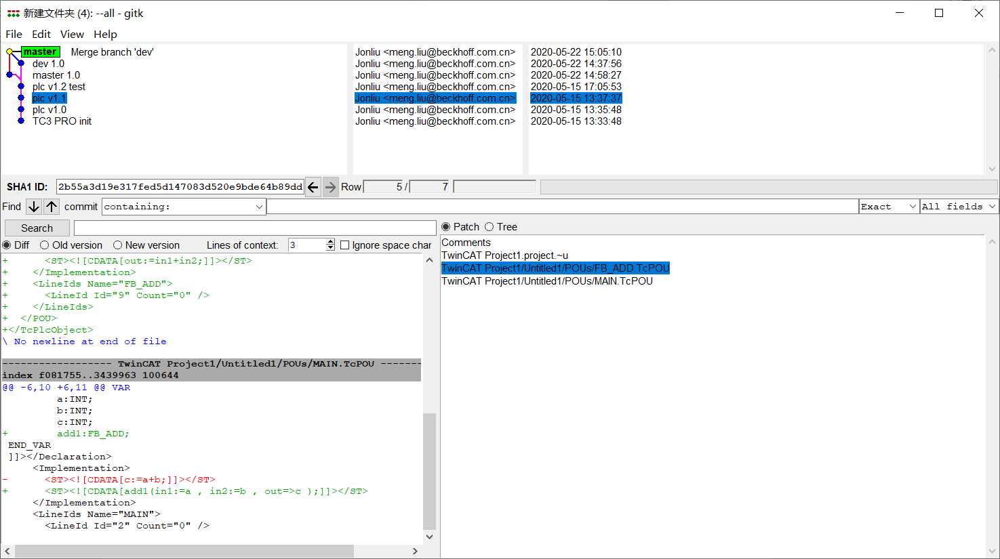 新建文件夹 (4): --all - gitk
File Edit View Help
master Merge branch 'dev' Jonliu <meng.liu@beckhoff.com.cn> 2020-05-22 15:05:10
dev 1.0 Jonliu <meng.liu@beckhoff.com.cn> 2020-05-22 14:37:56
master 1.0 Jonliu <meng.liu@beckhoff.com.cn> 2020-05-22 14:58:27
plc v1.2 test Jonliu <meng.liu@beckhoff.com.cn> 2020-05-15 17:05:53
plc v1.1 Jonliu <meng.liu@beckhoff.com.cn> 2020-05-15 13:37:37
plc v1.0 Jonliu <meng.liu@beckhoff.com.cn> 2020-05-15 13:35:48
TC3 PRO init Jonliu <meng.liu@beckhoff.com.cn> 2020-05-15 13:33:48
SHA1 ID: 2b55a3d19e317fed5d147083d520e9bde64b89dd Row 5 / 7
Find commit containing: Exact All fields
Search
Diff Old version New version Lines of context: 3 Ignore space char
+      <ST><![CDATA[out:=in1+in2;]]></ST>
+    </Implementation>
+    <LineIds Name="FB_ADD">
+      <LineId Id="9" Count="0" />
+    </LineIds>
+  </POU>
+</TcPlcObject>
\ No newline at end of file
------------------ TwinCAT Project1/Untitled1/POUs/MAIN.TcPOU -------
index f081755..3439963 100644
@@ -6,10 +6,11 @@ VAR
         a:INT;
         b:INT;
         c:INT;
+        add1:FB_ADD;
 END_VAR
 ]]></Declaration>
     <Implementation>
-      <ST><![CDATA[c:=a+b;]]></ST>
+      <ST><![CDATA[add1(in1:=a , in2:=b , out=>c );]]></ST>
     </Implementation>
     <LineIds Name="MAIN">
       <LineId Id="2" Count="0" />
Patch Tree
Comments
TwinCAT Project1.project.~u
TwinCAT Project1/Untitled1/POUs/FB_ADD.TcPOU
TwinCAT Project1/Untitled1/POUs/MAIN.TcPOU